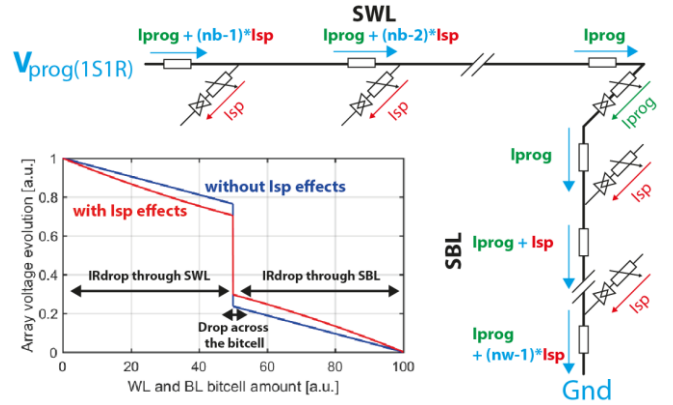 SWL
Iprog + (nb-1)*Isp
Iprog + (nb-2)*Isp
Iprog
Vprog(1S1R)
Isp
Isp
Iprog
Iprog
Isp
Iprog + Isp
SBL
Isp
Iprog
+ (nw-1)*Isp
Gnd
Array voltage evolution [a.u.]
1
0.8
0.6
0.4
0.2
0
without Isp effects
with Isp effects
IRdrop through SWL
IRdrop through SBL
Drop across
the bitcell
0
20
40
60
80
100
WL and BL bitcell amount [a.u.]